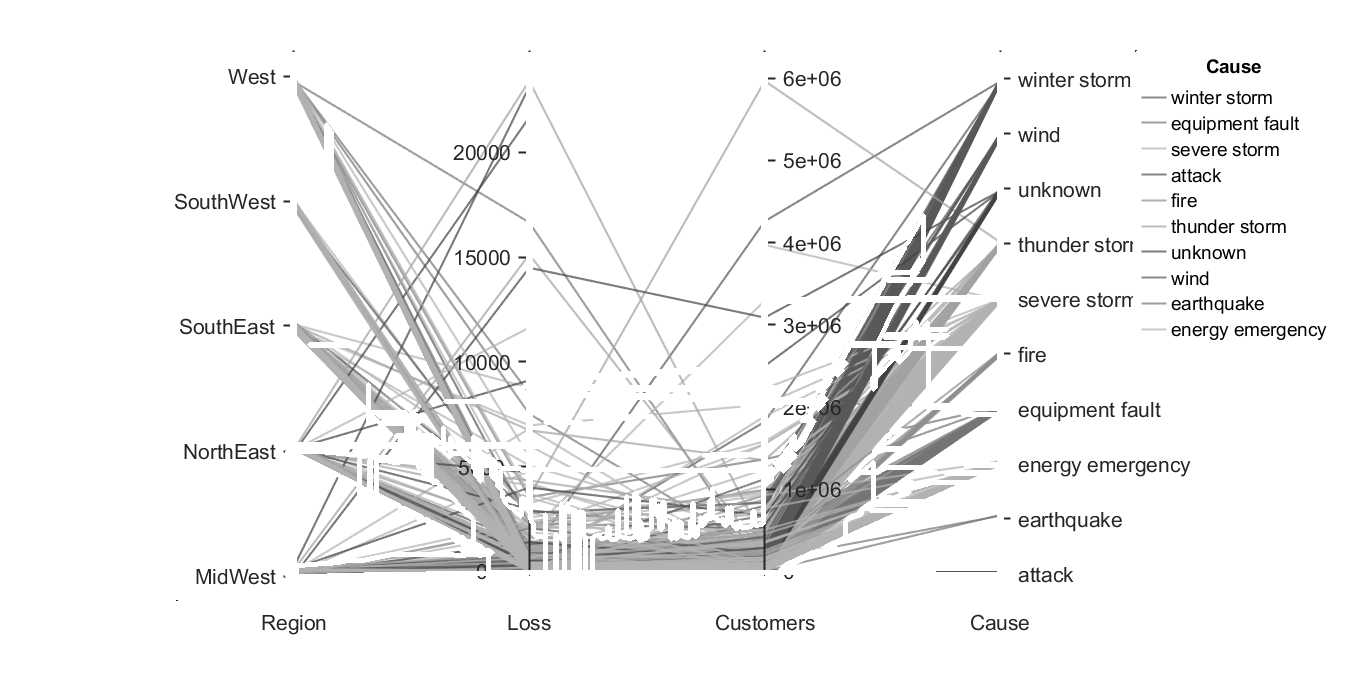 West
SouthWest
SouthEast
NorthEast
MidWest
20000
15000
10000
0
6e+06
5e+06
4e+06
3e+06
2e+06
1e+06
0
winter storm
wind
unknown
thunder storm
severe storm
fire
equipment fault
energy emergency
earthquake
attack
Region
Loss
Customers
Cause
Cause
winter storm
equipment fault
severe storm
attack
fire
thunder storm
unknown
wind
earthquake
energy emergency